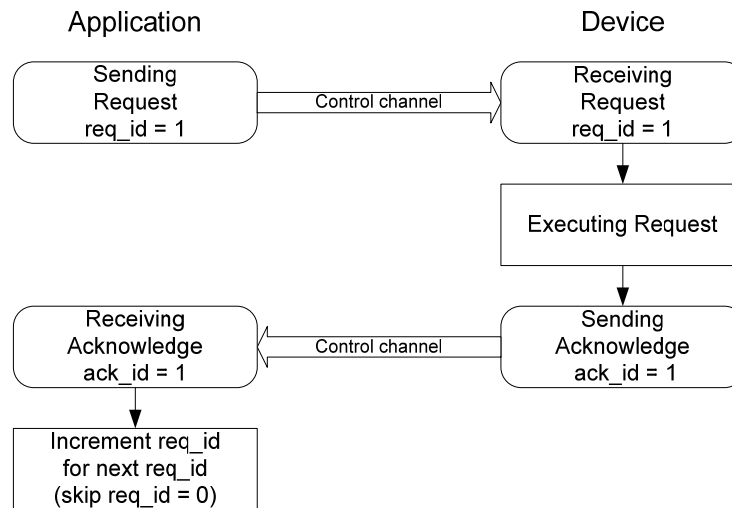 Application
Device
Sending
Request
req_id = 1
Control channel
Receiving
Request
req_id = 1
Executing Request
Receiving
Acknowledge
ack_id = 1
Control channel
Sending
Acknowledge
ack_id = 1
Increment req_id
for next req_id
(skip req_id = 0)